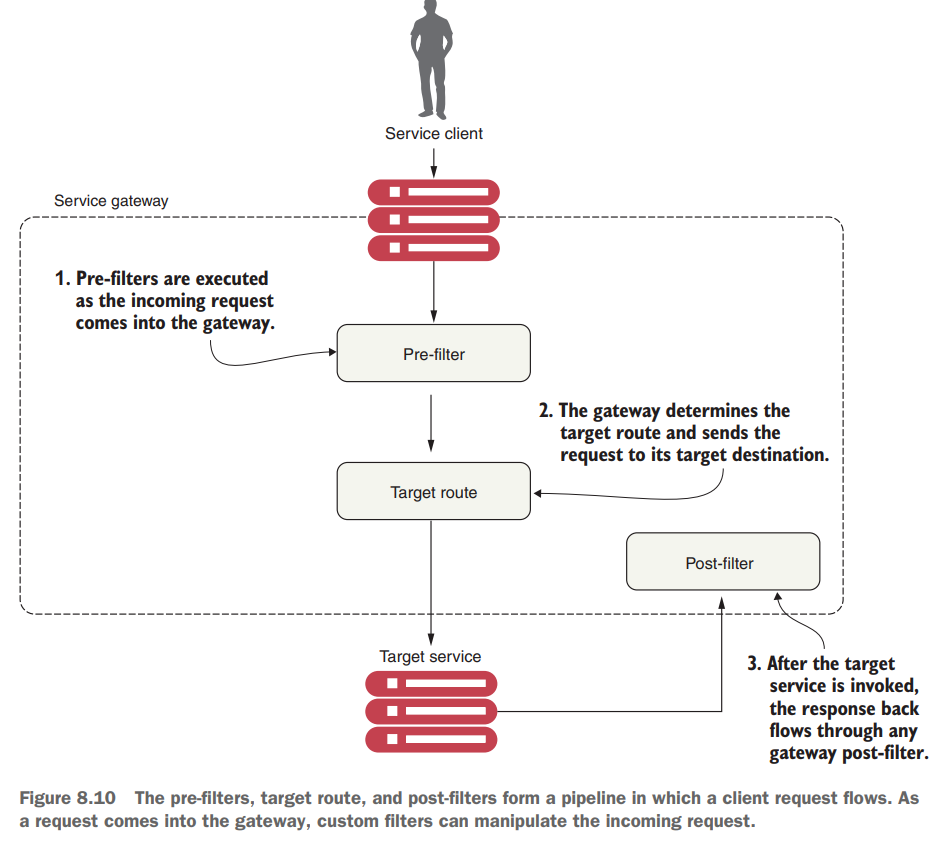 Service client
Service gateway
1. Pre-filters are executed
as the incoming request
comes into the gateway.
Pre-filter
2. The gateway determines the
target route and sends the
request to its target destination.
Target route
Post-filter
Target service
3. After the target
service is invoked,
the response back
flows through any
gateway post-filter.
Figure 8.10 The pre-filters, target route, and post-filters form a pipeline in which a client request flows. As
a request comes into the gateway, custom filters can manipulate the incoming request.